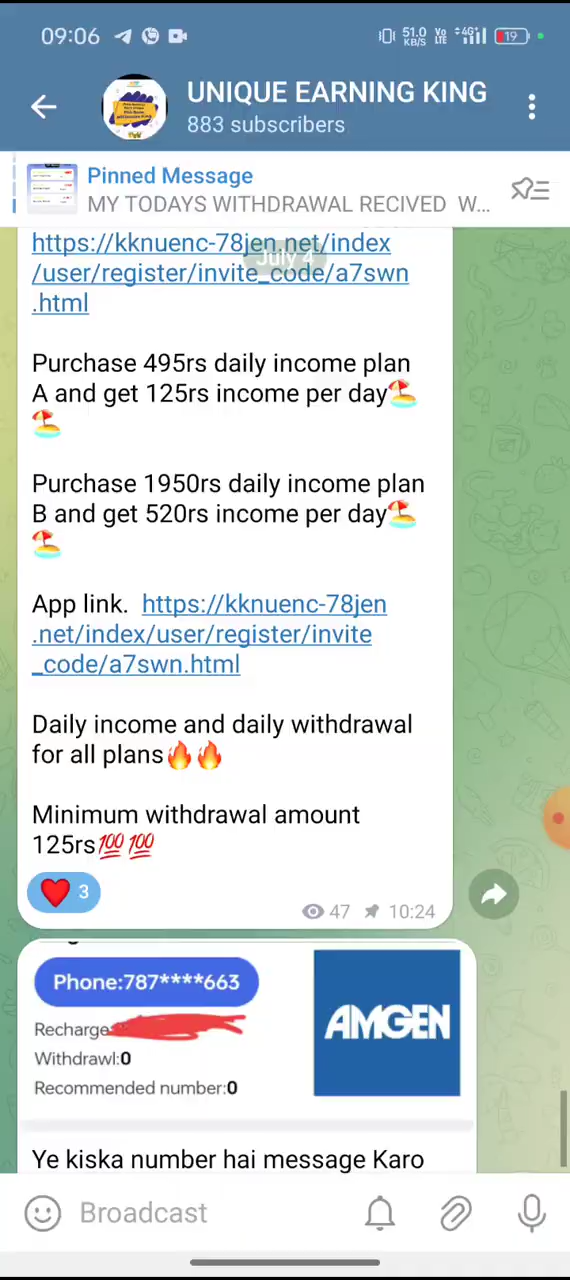 09:06
51.0
KB/S
Vo
LTE
4G+
19
UNIQUE EARNING KING
883 subscribers
Pinned Message
MY TODAYS WITHDRAWAL RECIVED W...
July 4
https://kknuenc-78jen.net/index
/user/register/invite_code/a7swn
.html
Purchase 495rs daily income plan
A and get 125rs income per day🏖️
🏖️
Purchase 1950rs daily income plan
B and get 520rs income per day🏖️
🏖️
App link. https://kknuenc-78jen
.net/index/user/register/invite
_code/a7swn.html
Daily income and daily withdrawal
for all plans🔥🔥
Minimum withdrawal amount
125rs💯💯
❤️ 3
47
10:24
Phone:787****663
AMGEN
Recharge
Withdrawl:0
Recommended number:0
Ye kiska number hai message Karo
Broadcast